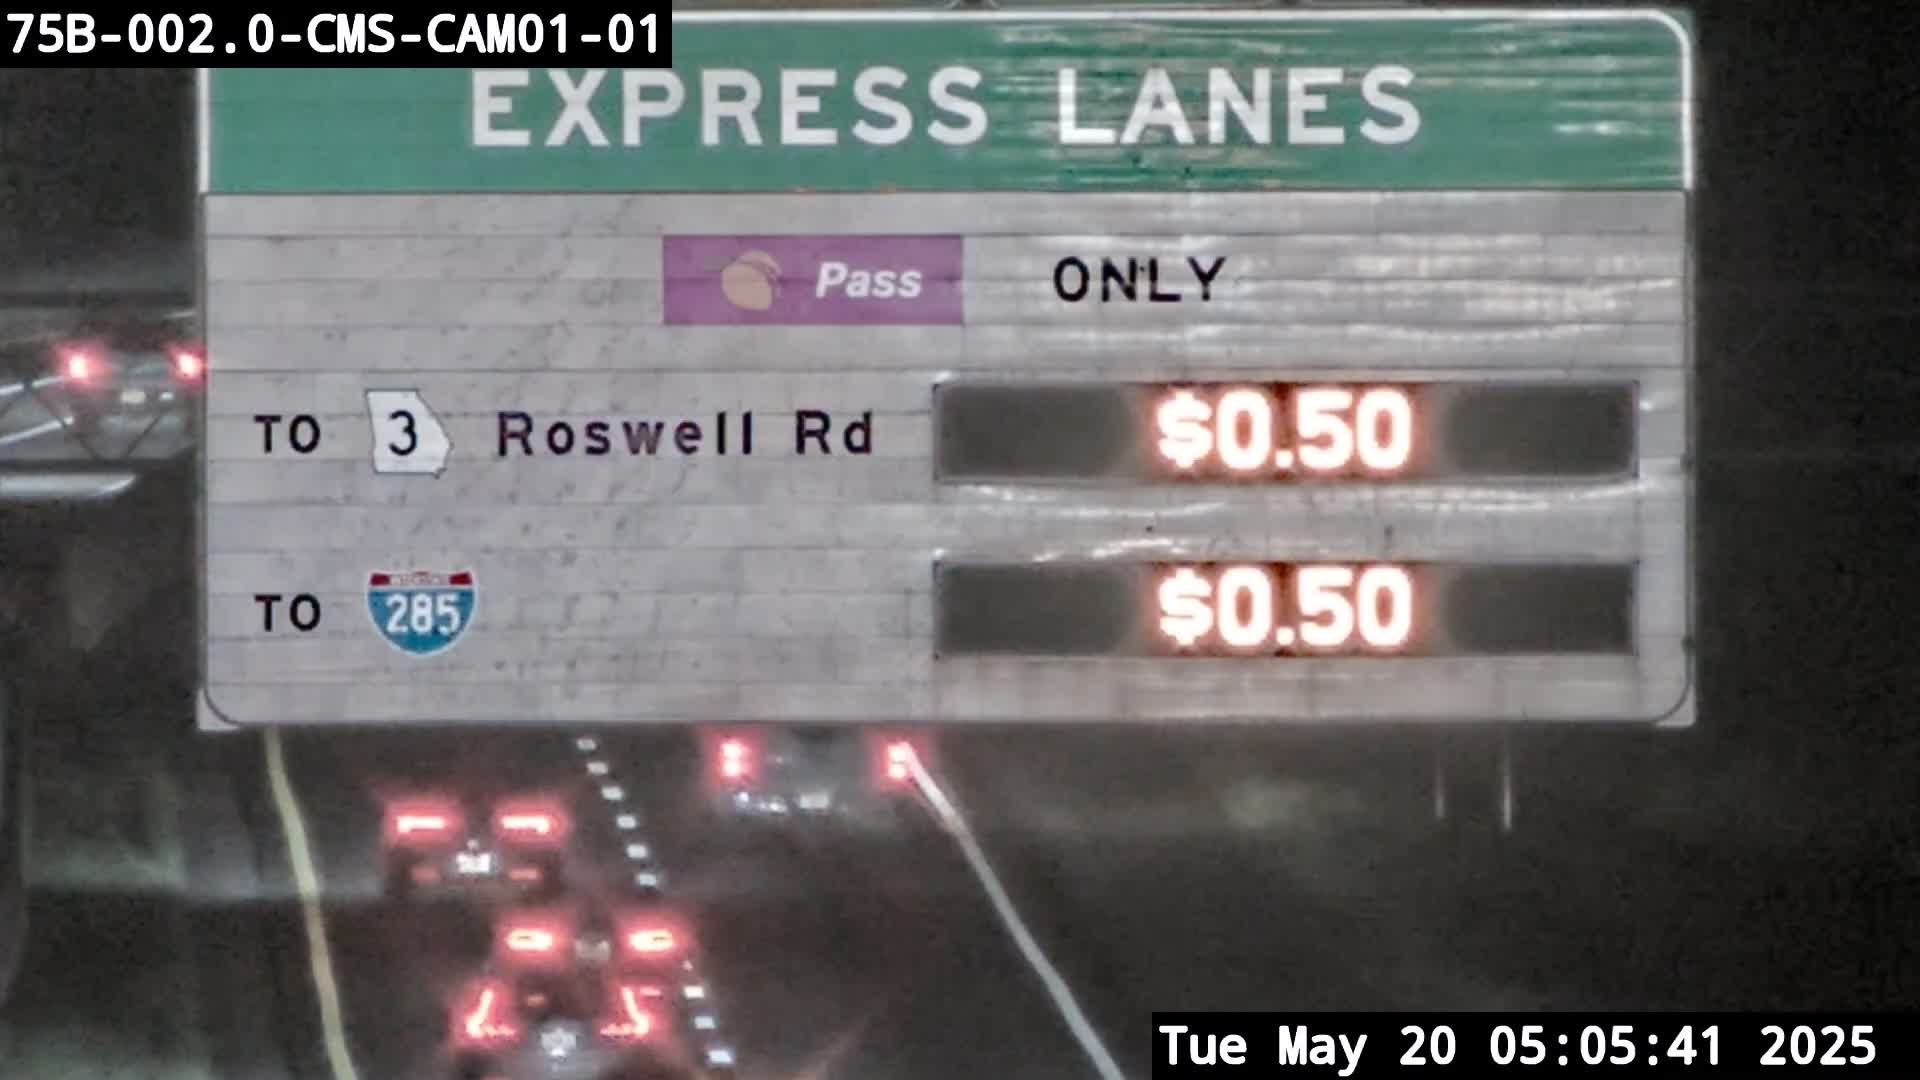 75B-002.0-CMS-CAM01-01
EXPRESS LANES
Pass ONLY
TO 3 Roswell Rd $0.50
TO 285 $0.50
Tue May 20 05:05:41 2025